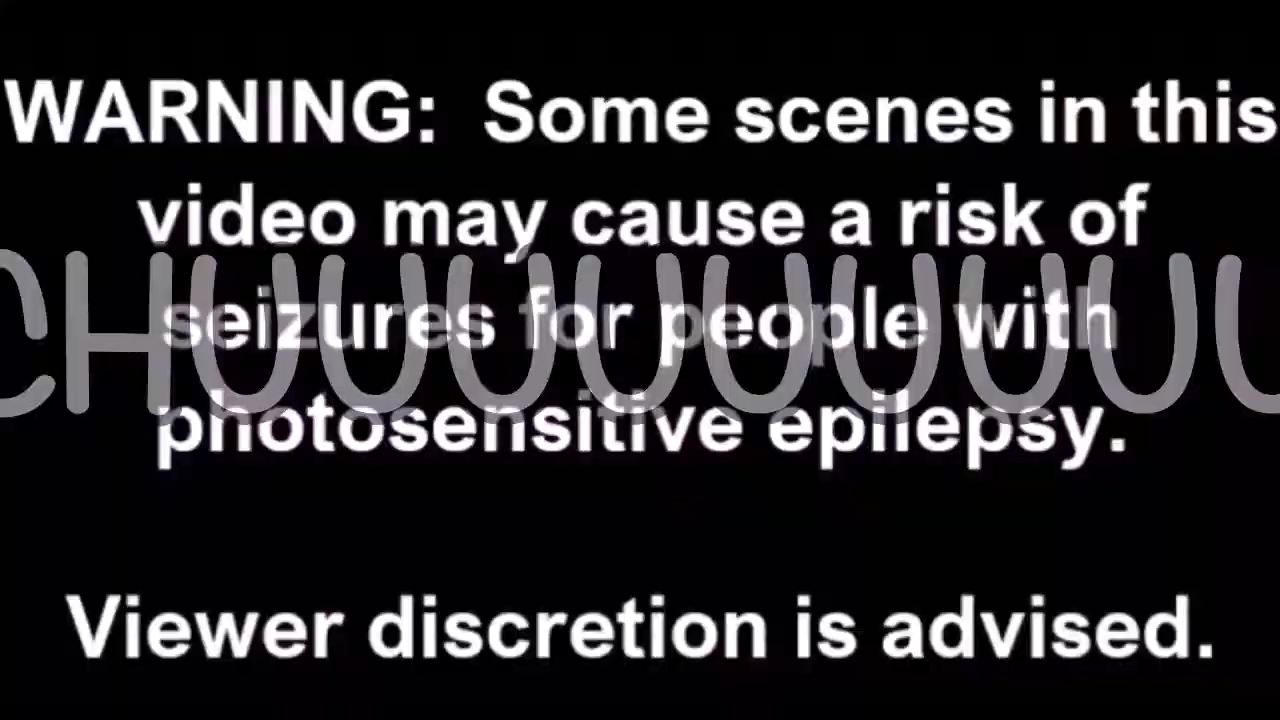 WARNING: Some scenes in this
video may cause a risk of
CHUUUUUUUUU
seizures for people with
photosensitive epilepsy.
Viewer discretion is advised.